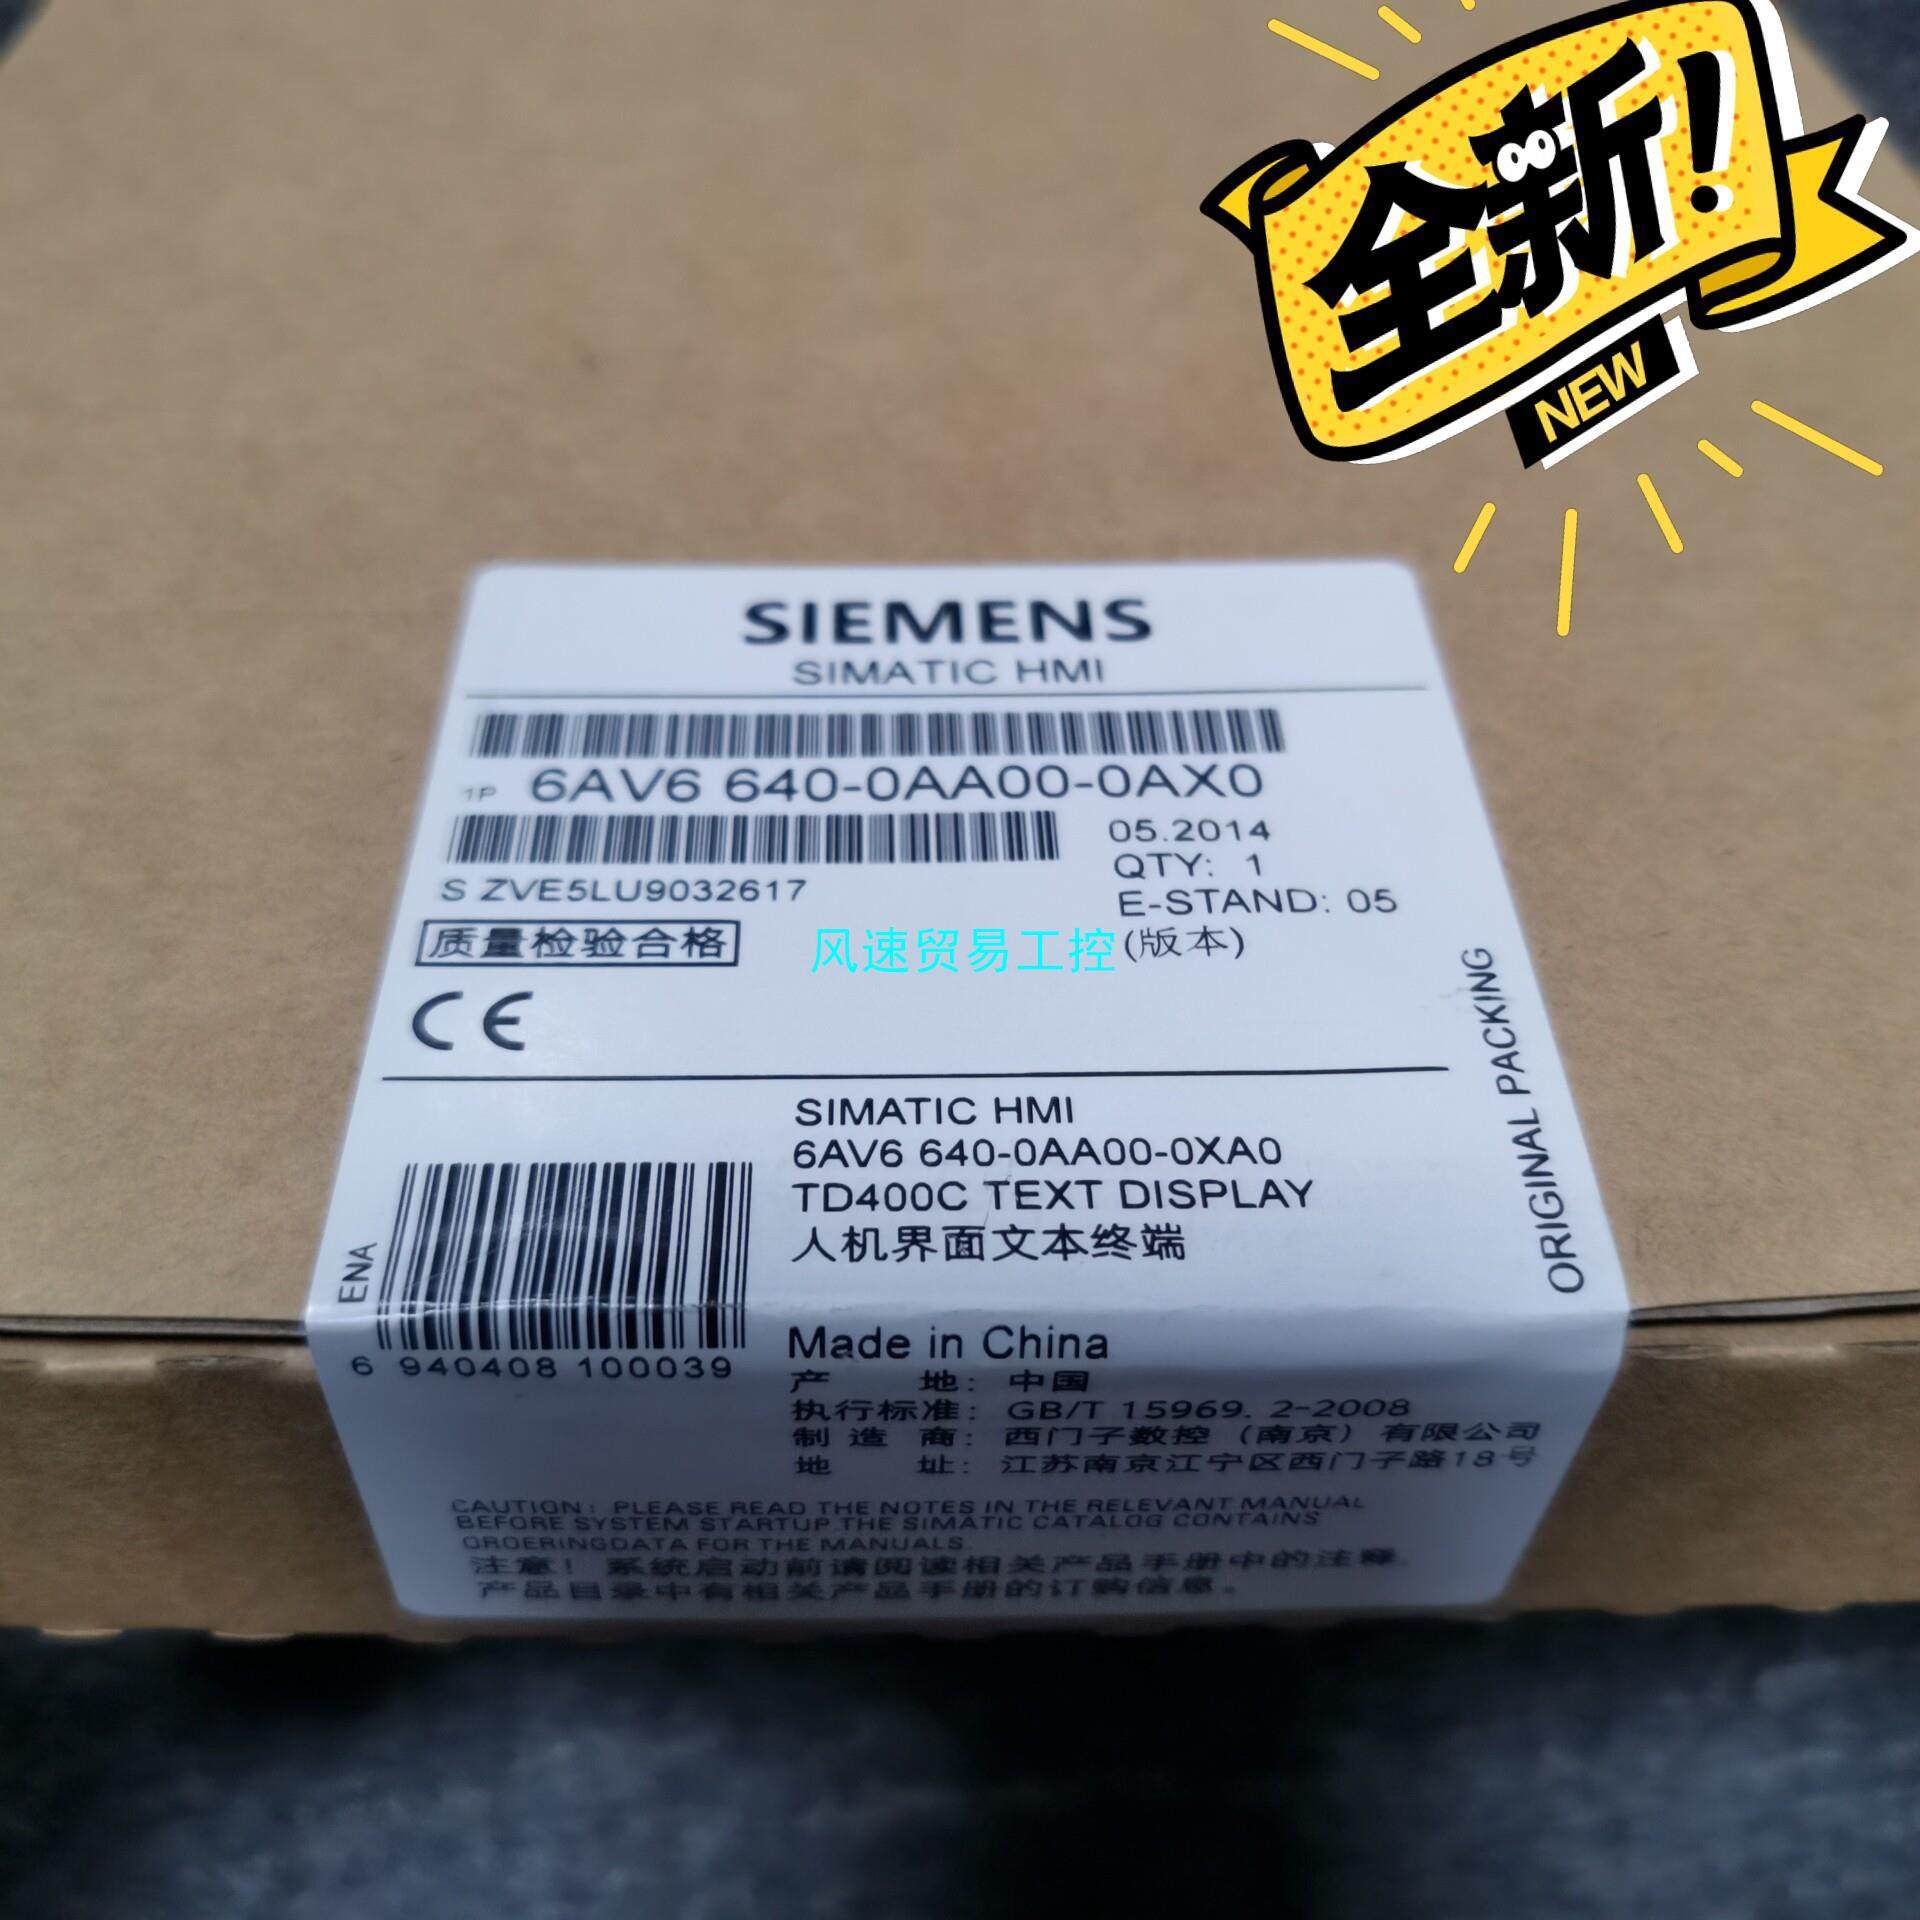 全新!
NEW
SIEMENS
SIMATIC HMI
1P 6AV6 640-0AA00-0AX0
05.2014
QTY: 1
S ZVE5LU9032617
E-STAND: 05
质量检验合格
风速贸易工控
(版本)
CE
ORIGINAL PACKING
SIMATIC HMI
6AV6 640-0AA00-0XA0
TD400C TEXT DISPLAY
人机界面文本终端
ENA
Made in China
6 940408 100039
产 地: 中国
执行标准: GB/T 15969. 2-2008
制 造 商: 西门子数控 (南京) 有限公司
地 址: 江苏南京江宁区西门子路18号
CAUTION: PLEASE READ THE NOTES IN THE RELEVANT MANUAL
BEFORE SYSTEM STARTUP.THE SIMATIC CATALOG CONTAINS
ORDERINGDATA FOR THE MANUALS.
注意! 系统启动前请阅读相关产品手册中的注释.
产品目录中有相关产品手册的订购信息。